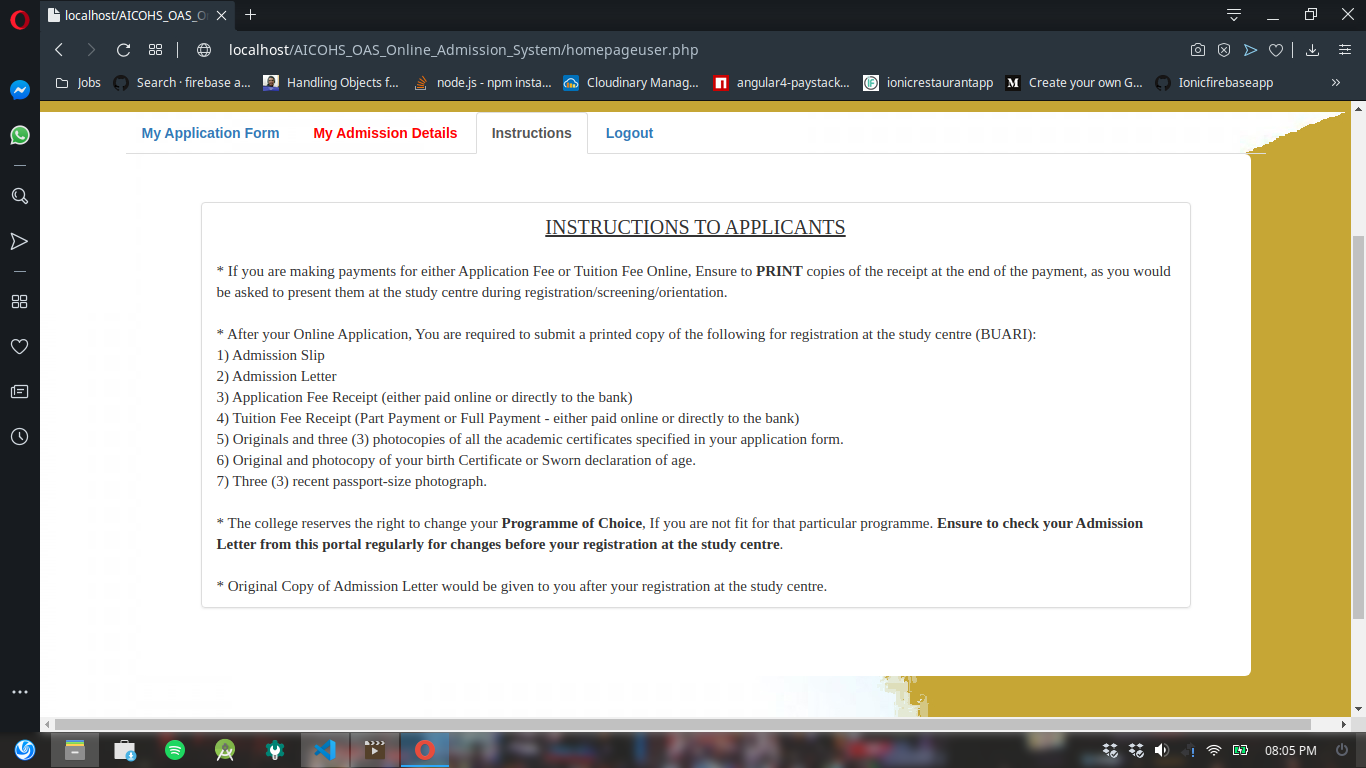 localhost/AICOHS_OAS_O
localhost/AICOHS_OAS_Online_Admission_System/homepageuser.php
Jobs
Search · firebase a...
Handling Objects f...
node.js - npm insta...
Cloudinary Manag...
angular4-paystack...
ionicrestaurantapp
Create your own G...
Ionicfirebaseapp
My Application Form
My Admission Details
Instructions
Logout
INSTRUCTIONS TO APPLICANTS
* If you are making payments for either Application Fee or Tuition Fee Online, Ensure to PRINT copies of the receipt at the end of the payment, as you would
be asked to present them at the study centre during registration/screening/orientation.
* After your Online Application, You are required to submit a printed copy of the following for registration at the study centre (BUARI):
1) Admission Slip
2) Admission Letter
3) Application Fee Receipt (either paid online or directly to the bank)
4) Tuition Fee Receipt (Part Payment or Full Payment - either paid online or directly to the bank)
5) Originals and three (3) photocopies of all the academic certificates specified in your application form.
6) Original and photocopy of your birth Certificate or Sworn declaration of age.
7) Three (3) recent passport-size photograph.
* The college reserves the right to change your Programme of Choice, If you are not fit for that particular programme. Ensure to check your Admission
Letter from this portal regularly for changes before your registration at the study centre.
* Original Copy of Admission Letter would be given to you after your registration at the study centre.
08:05 PM